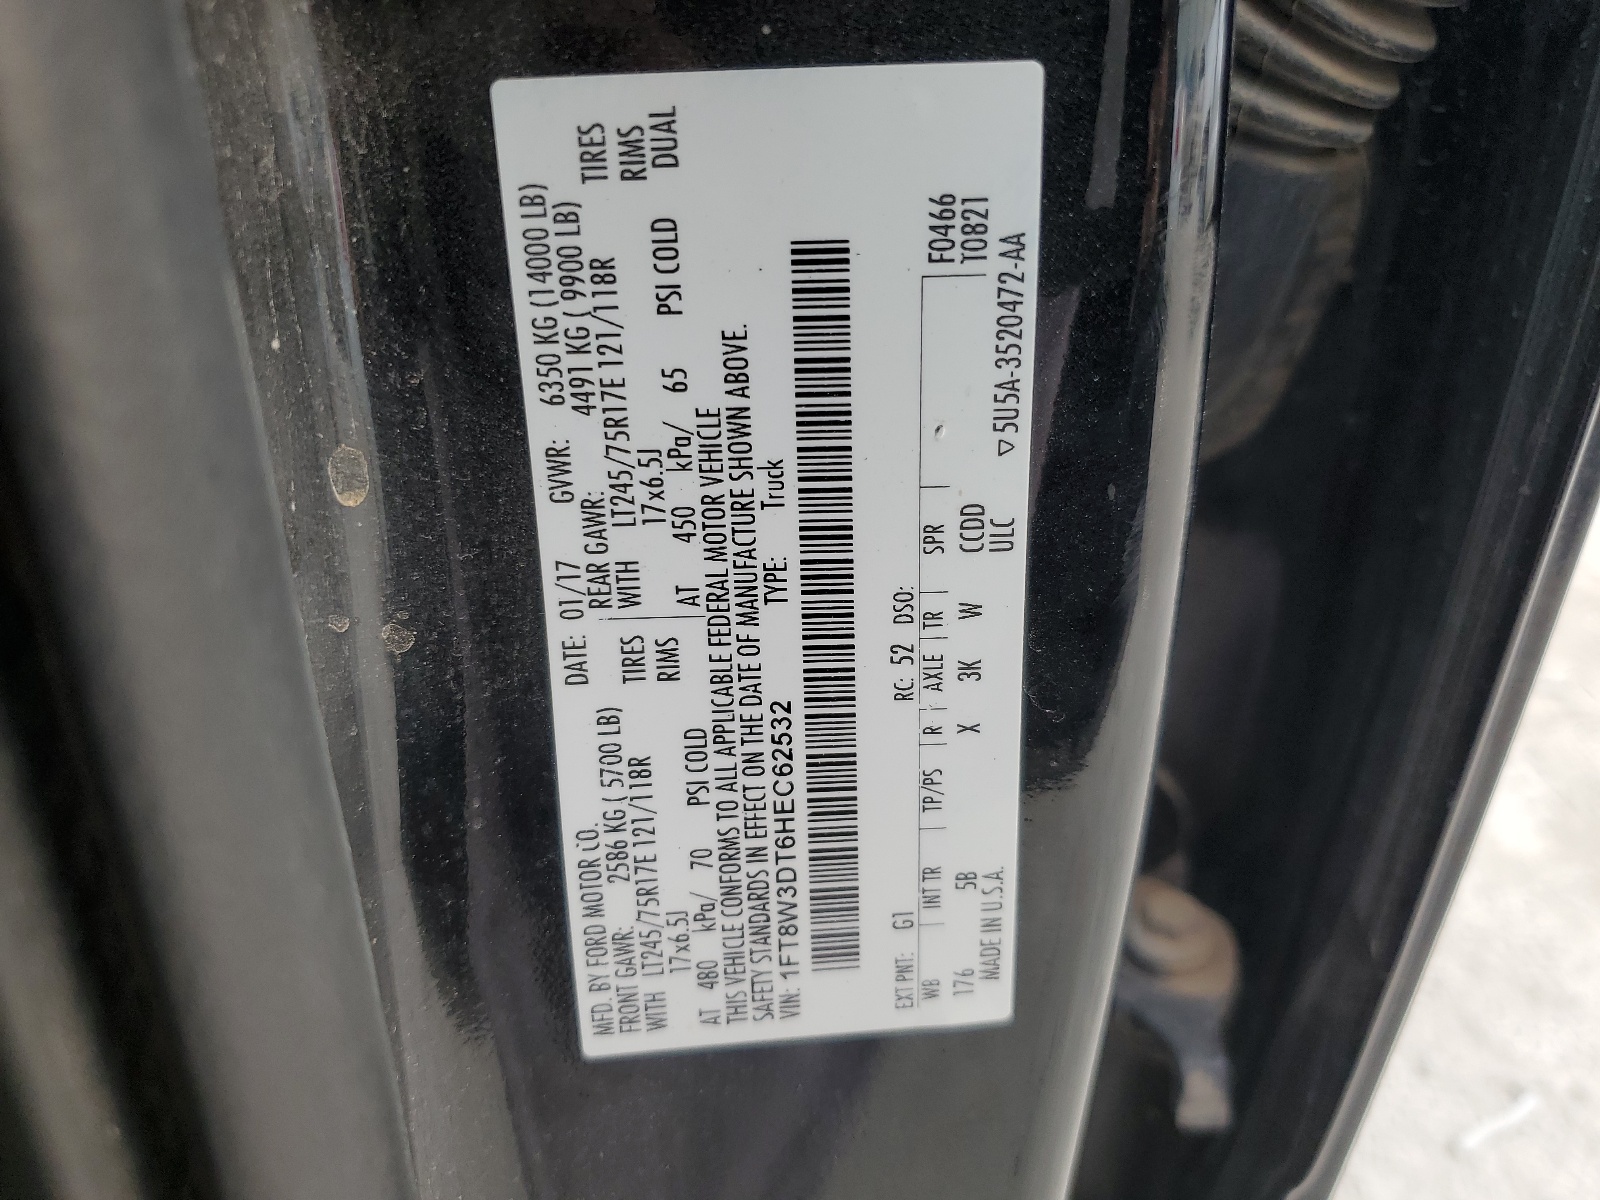 MFD. BY FORD MOTOR CO. DATE: 01/17 GVWR: 6350 KG (14000 LB)
FRONT GAWR: 2586 KG ( 5700 LB) REAR GAWR: 4491 KG ( 9900 LB)
WITH LT245/75R17E 121/118R TIRES WITH LT245/75R17E 121/118R TIRES
17x6.5J RIMS 17x6.5J RIMS
AT 480 kPa/ 70 PSI COLD AT 450 kPa/ 65 PSI COLD DUAL
THIS VEHICLE CONFORMS TO ALL APPLICABLE FEDERAL MOTOR VEHICLE
SAFETY STANDARDS IN EFFECT ON THE DATE OF MANUFACTURE SHOWN ABOVE.
VIN: 1FT8W3DT6HEC62532 TYPE: Truck
EXT PNT: G1 RC: 52 DSO:
WB INT TR TP/PS R AXLE TR SPR F0466
176 5B X 3K W CCDD T0821
MADE IN U.S.A. ULC ▽5U5A-3520472-AA